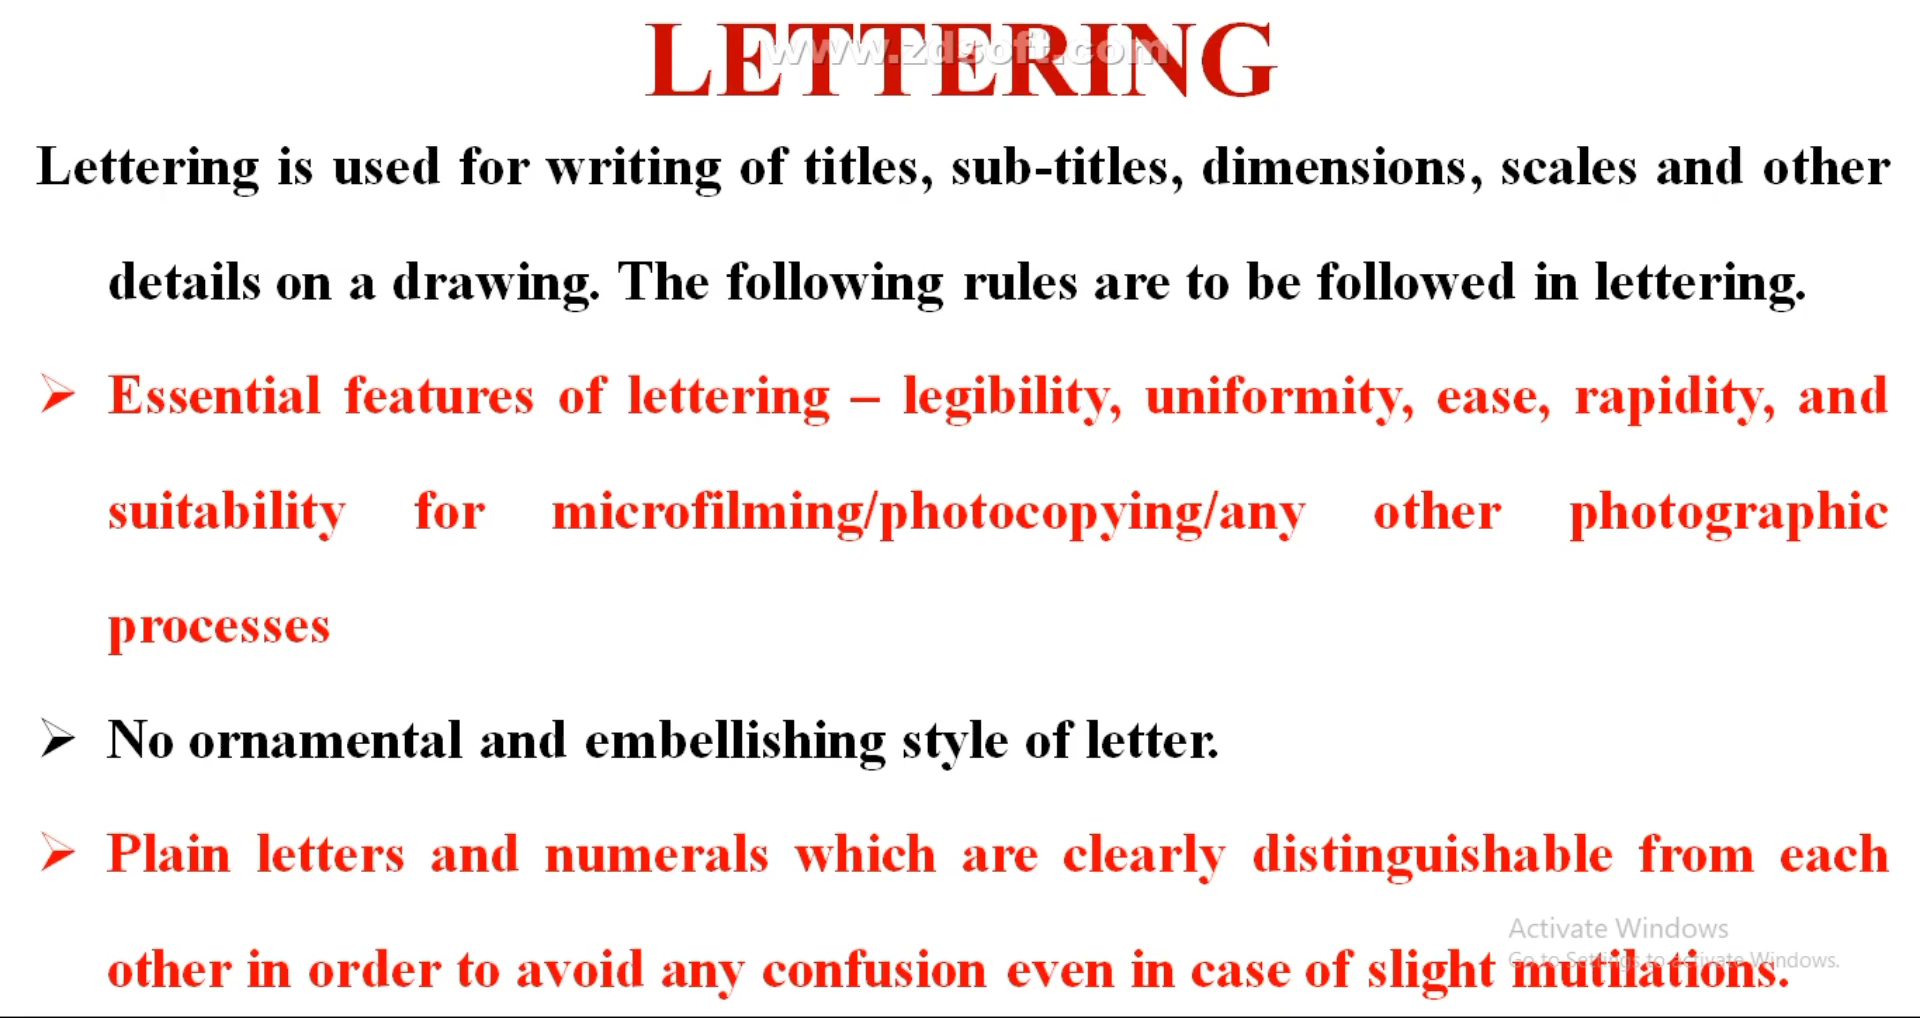 LETTERING
www.zdsoft.com
Lettering is used for writing of titles, sub-titles, dimensions, scales and other
details on a drawing. The following rules are to be followed in lettering.
➢ Essential features of lettering – legibility, uniformity, ease, rapidity, and
suitability for microfilming/photocopying/any other photographic
processes
➢ No ornamental and embellishing style of letter.
➢ Plain letters and numerals which are clearly distinguishable from each
other in order to avoid any confusion even in case of slight mutilations.
Activate Windows
Go to Settings to activate Windows.